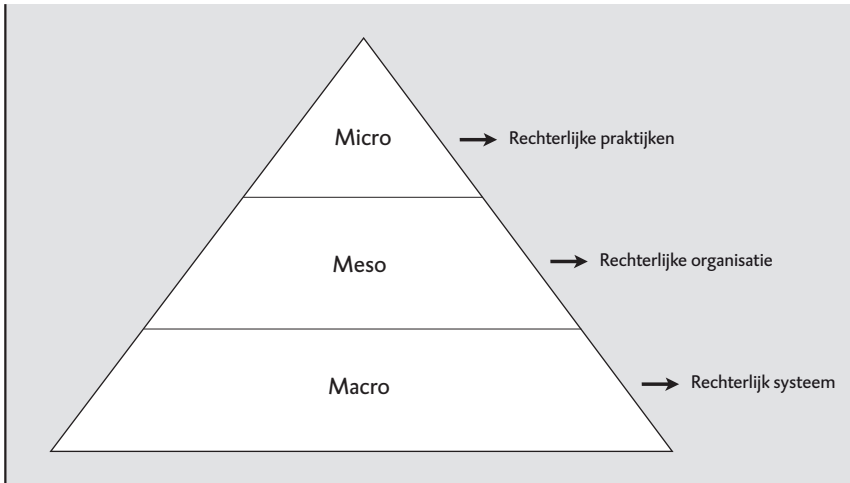 Micro
Rechterlijke praktijken
Meso
Rechterlijke organisatie
Macro
Rechterlijk systeem